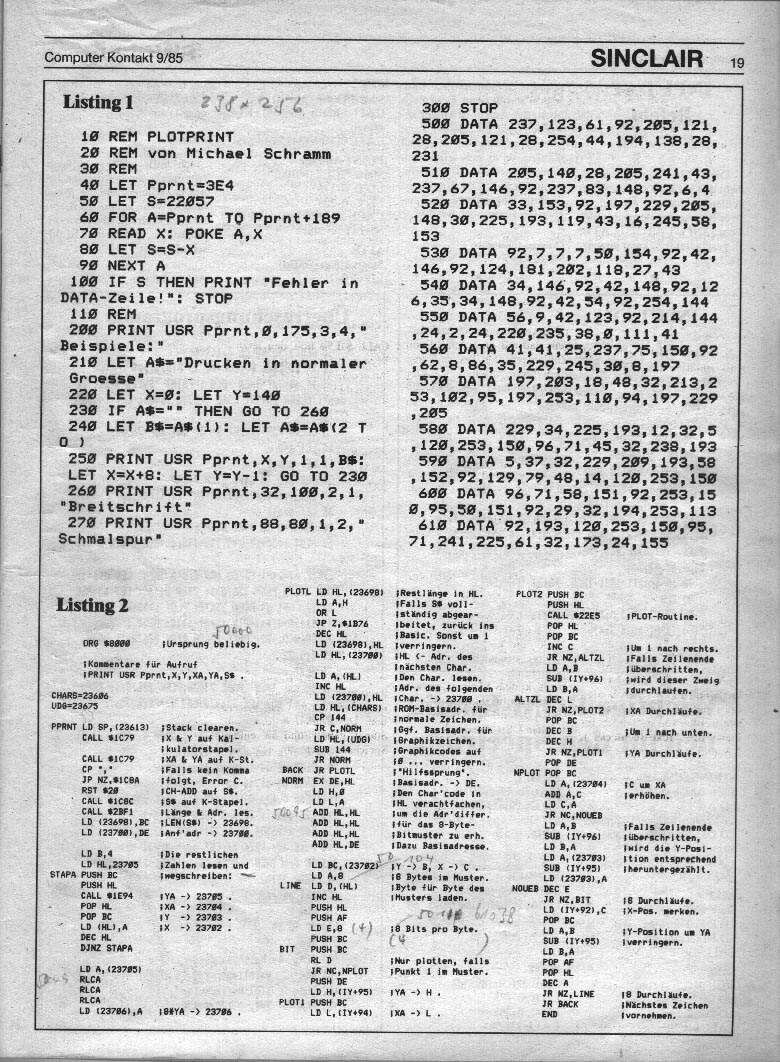 Computer Kontakt 9/85
SINCLAIR 19
Listing 1
238 * 256
10 REM PLOTPRINT
20 REM von Michael Schramm
30 REM
40 LET Pprnt=3E4
50 LET S=22057
60 FOR A=Pprnt TO Pprnt+189
70 READ X: POKE A,X
80 LET S=S-X
90 NEXT A
100 IF S THEN PRINT "Fehler in
DATA-Zeile!": STOP
110 REM
200 PRINT USR Pprnt,0,175,3,4,"
Beispiele:"
210 LET A$="Drucken in normaler
Groesse"
220 LET X=0: LET Y=140
230 IF A$="" THEN GO TO 260
240 LET B$=A$(1): LET A$=A$(2 T
O )
250 PRINT USR Pprnt,X,Y,1,1,B$:
LET X=X+8: LET Y=Y-1: GO TO 230
260 PRINT USR Pprnt,32,100,2,1,
"Breitschrift"
270 PRINT USR Pprnt,88,80,1,2,"
Schmalspur"
300 STOP
500 DATA 237,123,61,92,205,121,
28,205,121,28,254,44,194,138,28,
231
510 DATA 205,140,28,205,241,43,
237,67,146,92,237,83,148,92,6,4
520 DATA 33,153,92,197,229,205,
148,30,225,193,119,43,16,245,58,
153
530 DATA 92,7,7,7,50,154,92,42,
146,92,124,181,202,118,27,43
540 DATA 34,146,92,42,148,92,12
6,35,34,148,92,42,54,92,254,144
550 DATA 56,9,42,123,92,214,144
,24,2,24,220,235,38,0,111,41
560 DATA 41,41,25,237,75,150,92
,62,8,86,35,229,245,30,8,197
570 DATA 197,203,18,48,32,213,2
53,102,95,197,253,110,94,197,229
,205
580 DATA 229,34,225,193,12,32,5
,120,253,150,96,71,45,32,238,193
590 DATA 5,37,32,229,209,193,58
,152,92,129,79,48,14,120,253,150
600 DATA 96,71,58,151,92,253,15
0,95,50,151,92,29,32,194,253,113
610 DATA 92,193,120,253,150,95,
71,241,225,61,32,173,24,155
Listing 2
50000
ORG $8000 ;Ursprung beliebig.
;Kommentare für Aufruf
;PRINT USR Pprnt,X,Y,XA,YA,S$ .
CHARS=23606
UDG=23675
PPRNT LD SP,(23613) ;Stack clearen.
CALL $1C79 ;X & Y auf Kal-
;kulatorstapel.
CALL $1C79 ;XA & YA auf K-St.
CP "," ;Falls kein Komma
JP NZ,$1C8A ;folgt, Error C.
RST $20 ;CH-ADD auf S$.
CALL $1C8C ;S$ auf K-Stapel.
CALL $2BF1 ;Länge & Adr. les.
LD (23698),BC ;LEN(S$) -> 23698.
LD (23700),DE ;Anf'adr -> 23700.
LD B,4 ;Die restlichen
LD HL,23705 ;Zahlen lesen und
STAPA PUSH BC ;wegschreiben:
PUSH HL
CALL $1E94 ;YA -> 23705 .
POP HL ;XA -> 23704 .
POP BC ;Y -> 23703 .
LD (HL),A ;X -> 23702 .
DEC HL
DJNZ STAPA
LD A,(23705)
RLCA
RLCA
RLCA
LD (23706),A ;8*YA -> 23706 .
PLOTL LD HL,(23698) ;Restlänge in HL.
LD A,H ;Falls S$ voll-
OR L ;ständig abgear-
JP Z,$1B76 ;beitet, zurück ins
DEC HL ;Basic. Sonst um 1
LD (23698),HL ;verringern.
LD HL,(23700) ;HL <- Adr. des
;nächsten Char.
LD A,(HL) ;Den Char. lesen.
INC HL ;Adr. des folgenden
LD (23700),HL ;Char. -> 23700 .
LD HL,(CHARS) ;ROM-Basisadr. für
CP 144 ;normale Zeichen.
JR C,NORM ;Ggf. Basisadr. für
LD HL,(UDG) ;Graphikzeichen.
SUB 144 ;Graphikcodes auf
JR NORM ;0 ... verringern.
BACK JR PLOTL ;"Hilfssprung".
NORM EX DE,HL ;Basisadr. -> DE.
LD H,0 ;Den Char'code in
LD L,A ;HL verachtfachen,
50095 ADD HL,HL ;um die Adr'differ.
ADD HL,HL ;für das 8-Byte-
ADD HL,HL ;Bitmuster zu erh.
ADD HL,DE ;Dazu Basisadresse.
50104
LD BC,(23702) ;Y -> B, X -> C .
LD A,8 ;8 Bytes im Muster.
LINE LD D,(HL) ;Byte für Byte des
INC HL ;Musters laden.
PUSH HL
PUSH AF
LD E,8 (4) ;8 Bits pro Byte.
PUSH BC (4 )
BIT PUSH BC
RL D ;Nur plotten, falls
JR NC,NPLOT ;Punkt 1 im Muster.
PUSH DE
LD H,(IY+95) ;YA -> H .
PLOT1 PUSH BC
LD L,(IY+94) ;XA -> L .
PLOT2 PUSH BC
PUSH HL
CALL $22E5 ;PLOT-Routine.
POP HL
POP BC
INC C ;Um 1 nach rechts.
JR NZ,ALTZL ;Falls Zeilenende
LD A,B ;überschritten,
SUB (IY+96) ;wird dieser Zweig
LD B,A ;durchlaufen.
ALTZL DEC L
JR NZ,PLOT2 ;XA Durchläufe.
POP BC
DEC B ;Um 1 nach unten.
DEC H
JR NZ,PLOT1 ;YA Durchläufe.
POP DE
NPLOT POP BC
LD A,(23704) ;C um XA
ADD A,C ;erhöhen.
LD C,A
JR NC,NOUEB
LD A,B ;Falls Zeilenende
SUB (IY+96) ;überschritten,
LD B,A ;wird die Y-Posi-
LD A,(23703) ;tion entsprechend
SUB (IY+95) ;heruntergezählt.
LD (23703),A
NOUEB DEC E
JR NZ,BIT ;8 Durchläufe.
LD (IY+92),C ;X-Pos. merken.
POP BC
LD A,B ;Y-Position um YA
SUB (IY+95) ;verringern.
LD B,A
POP AF
POP HL
DEC A
JR NZ,LINE ;8 Durchläufe.
JR BACK ;Nächstes Zeichen
END ;vornehmen.